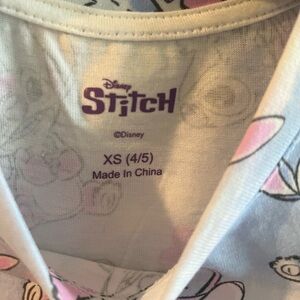 Disney
STiTCH
©Disney
XS (4/5)
Made In China